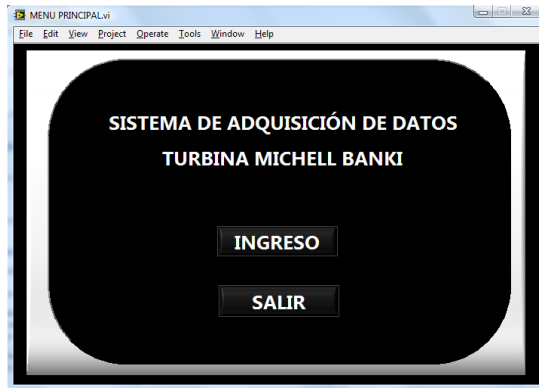 MENU PRINCIPAL.vi
File Edit View Project Operate Tools Window Help
SISTEMA DE ADQUISICIÓN DE DATOS
TURBINA MICHELL BANKI
INGRESO
SALIR